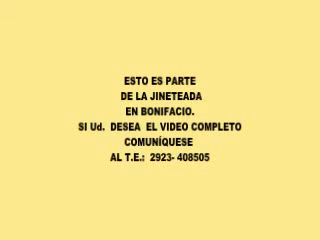 ESTO ES PARTE
DE LA JINETEADA
EN BONIFACIO.
SI Ud. DESEA EL VIDEO COMPLETO
COMUNÍQUESE
AL T.E.: 2923- 408505